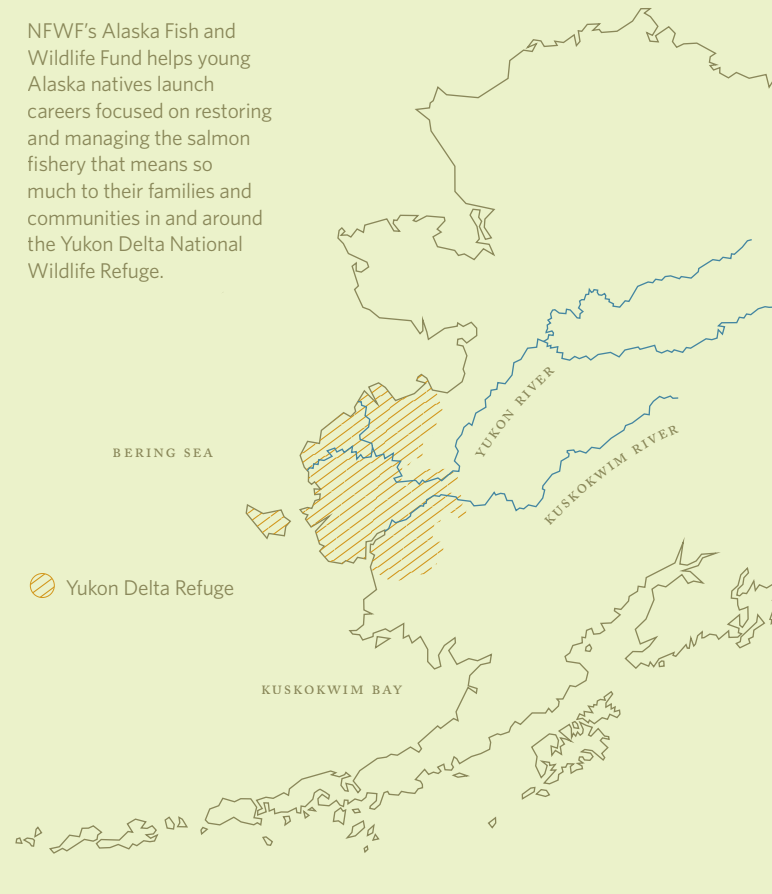 NFWF's Alaska Fish and
Wildlife Fund helps young
Alaska natives launch
careers focused on restoring
and managing the salmon
fishery that means so
much to their families and
communities in and around
the Yukon Delta National
Wildlife Refuge.
YUKON RIVER
BERING SEA
KUSKOKWIM RIVER
Yukon Delta Refuge
KUSKOKWIM BAY